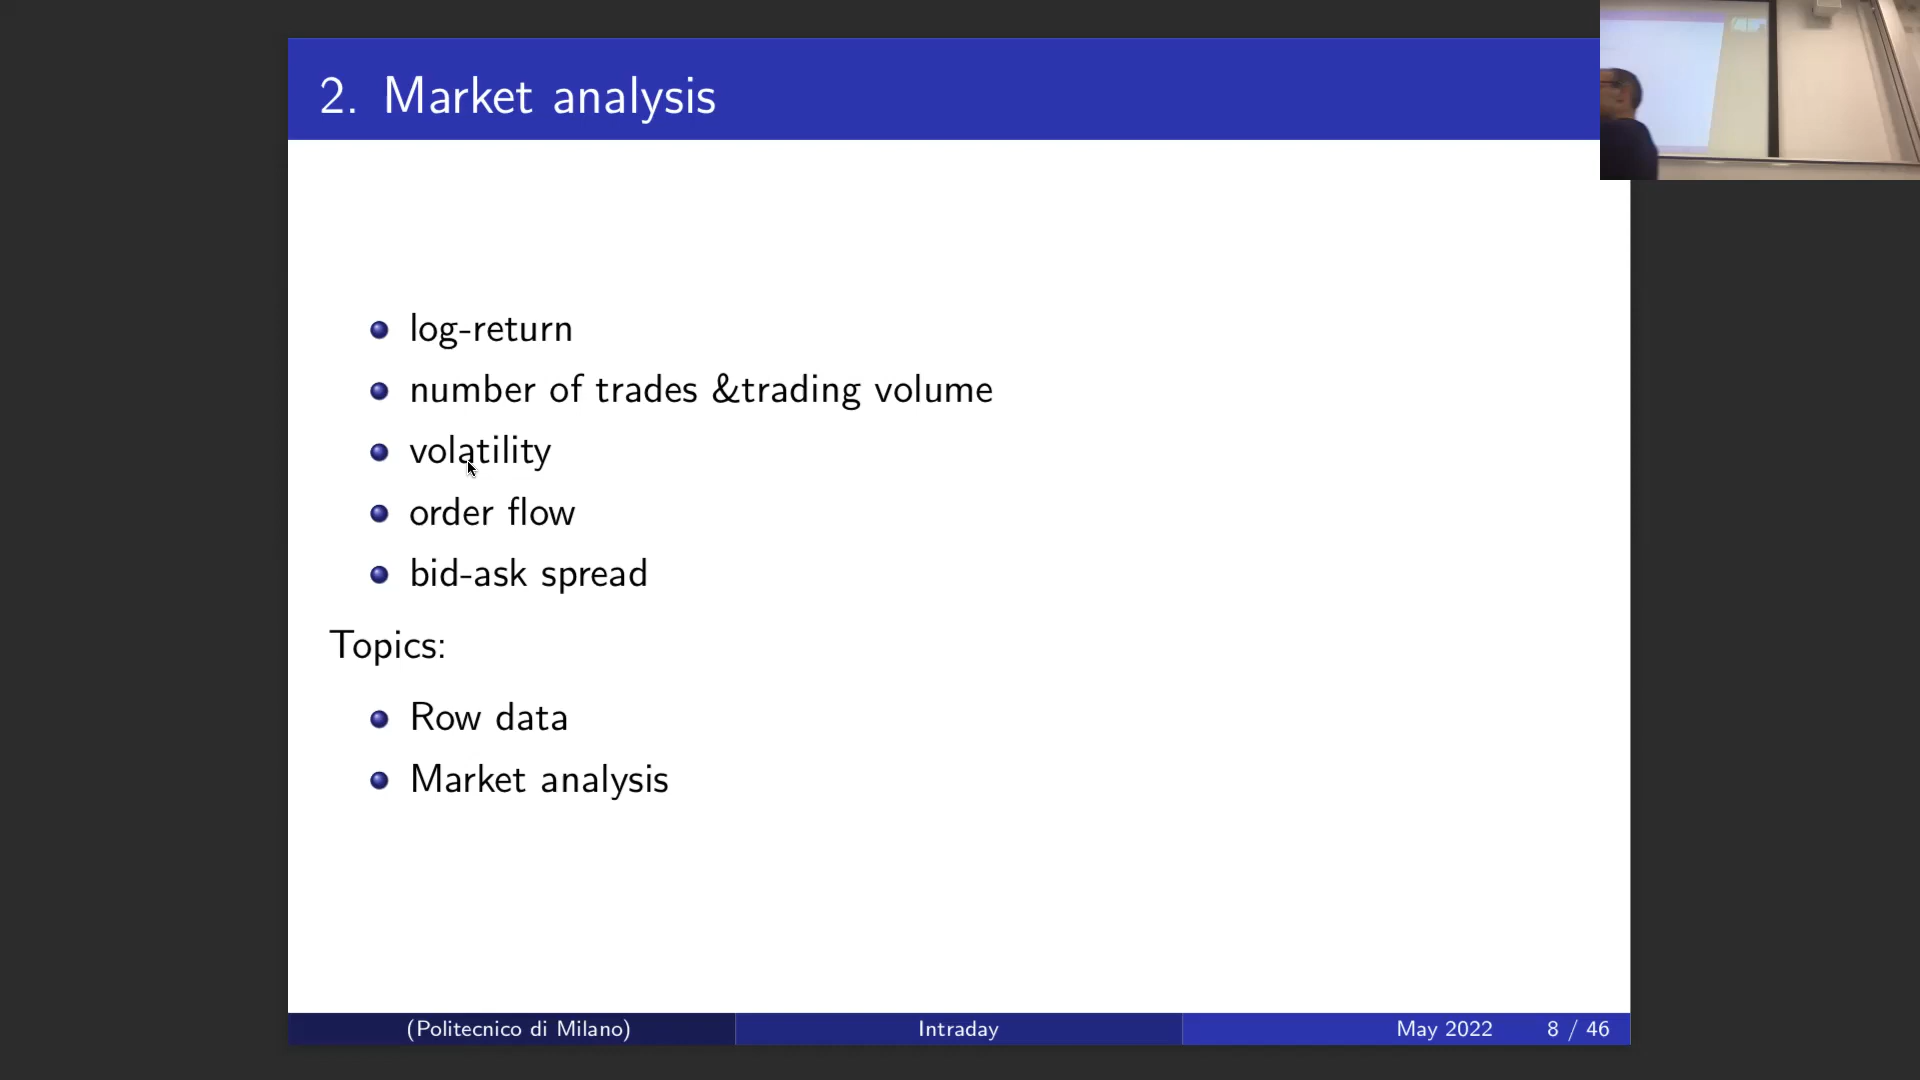 2. Market analysis
log-return
number of trades &trading volume
volatility
order flow
bid-ask spread
Topics:
Row data
Market analysis
(Politecnico di Milano) Intraday May 2022 8 / 46